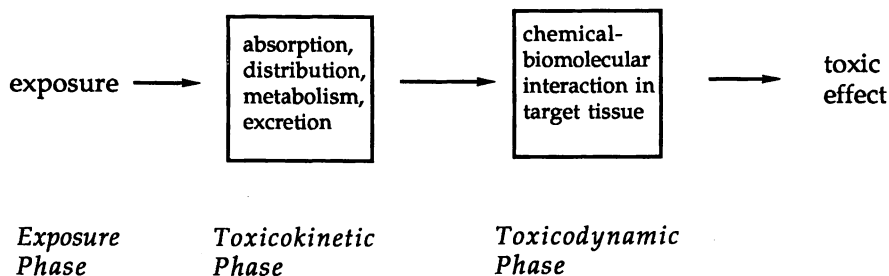 exposure
absorption,
distribution,
metabolism,
excretion
chemical-
biomolecular
interaction in
target tissue
toxic
effect
Exposure
Phase
Toxicokinetic
Phase
Toxicodynamic
Phase